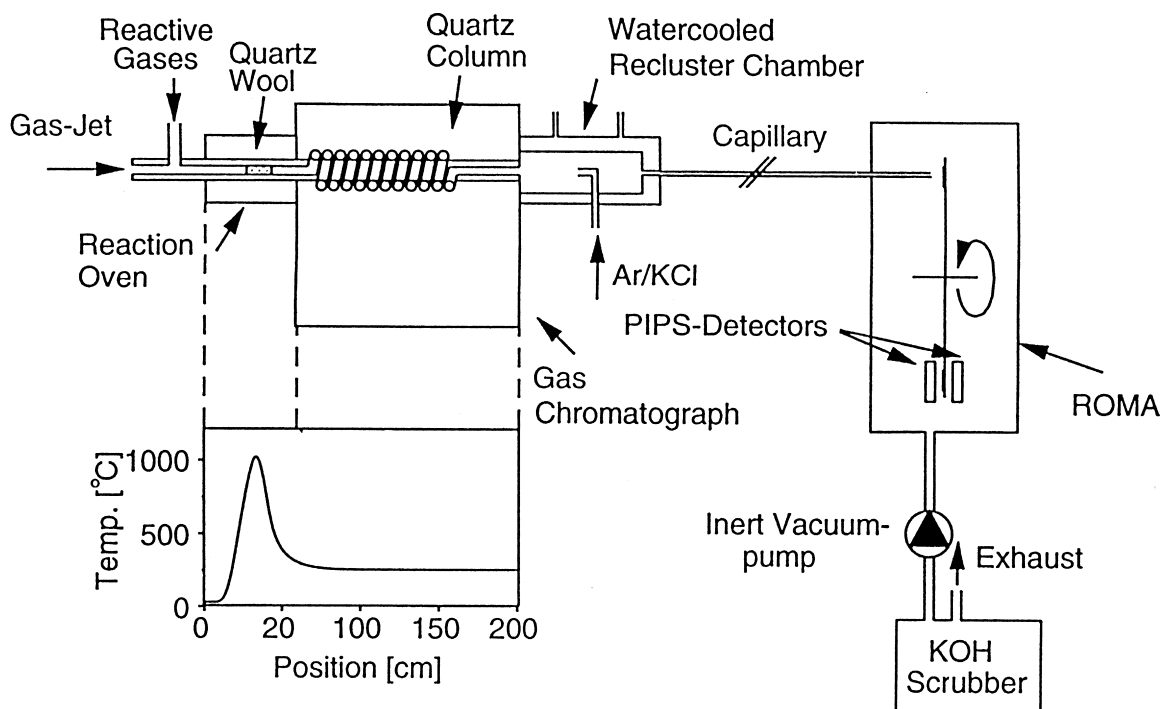 Reactive
Gases
Quartz
Wool
Quartz
Column
Watercooled
Recluster Chamber
Gas-Jet
Capillary
Reaction
Oven
Ar/KCl
PIPS-Detectors
Gas
Chromatograph
ROMA
Temp. [°C]
1000
500
0
0
20
100
150
200
Position [cm]
Inert Vacuum-
pump
Exhaust
KOH
Scrubber